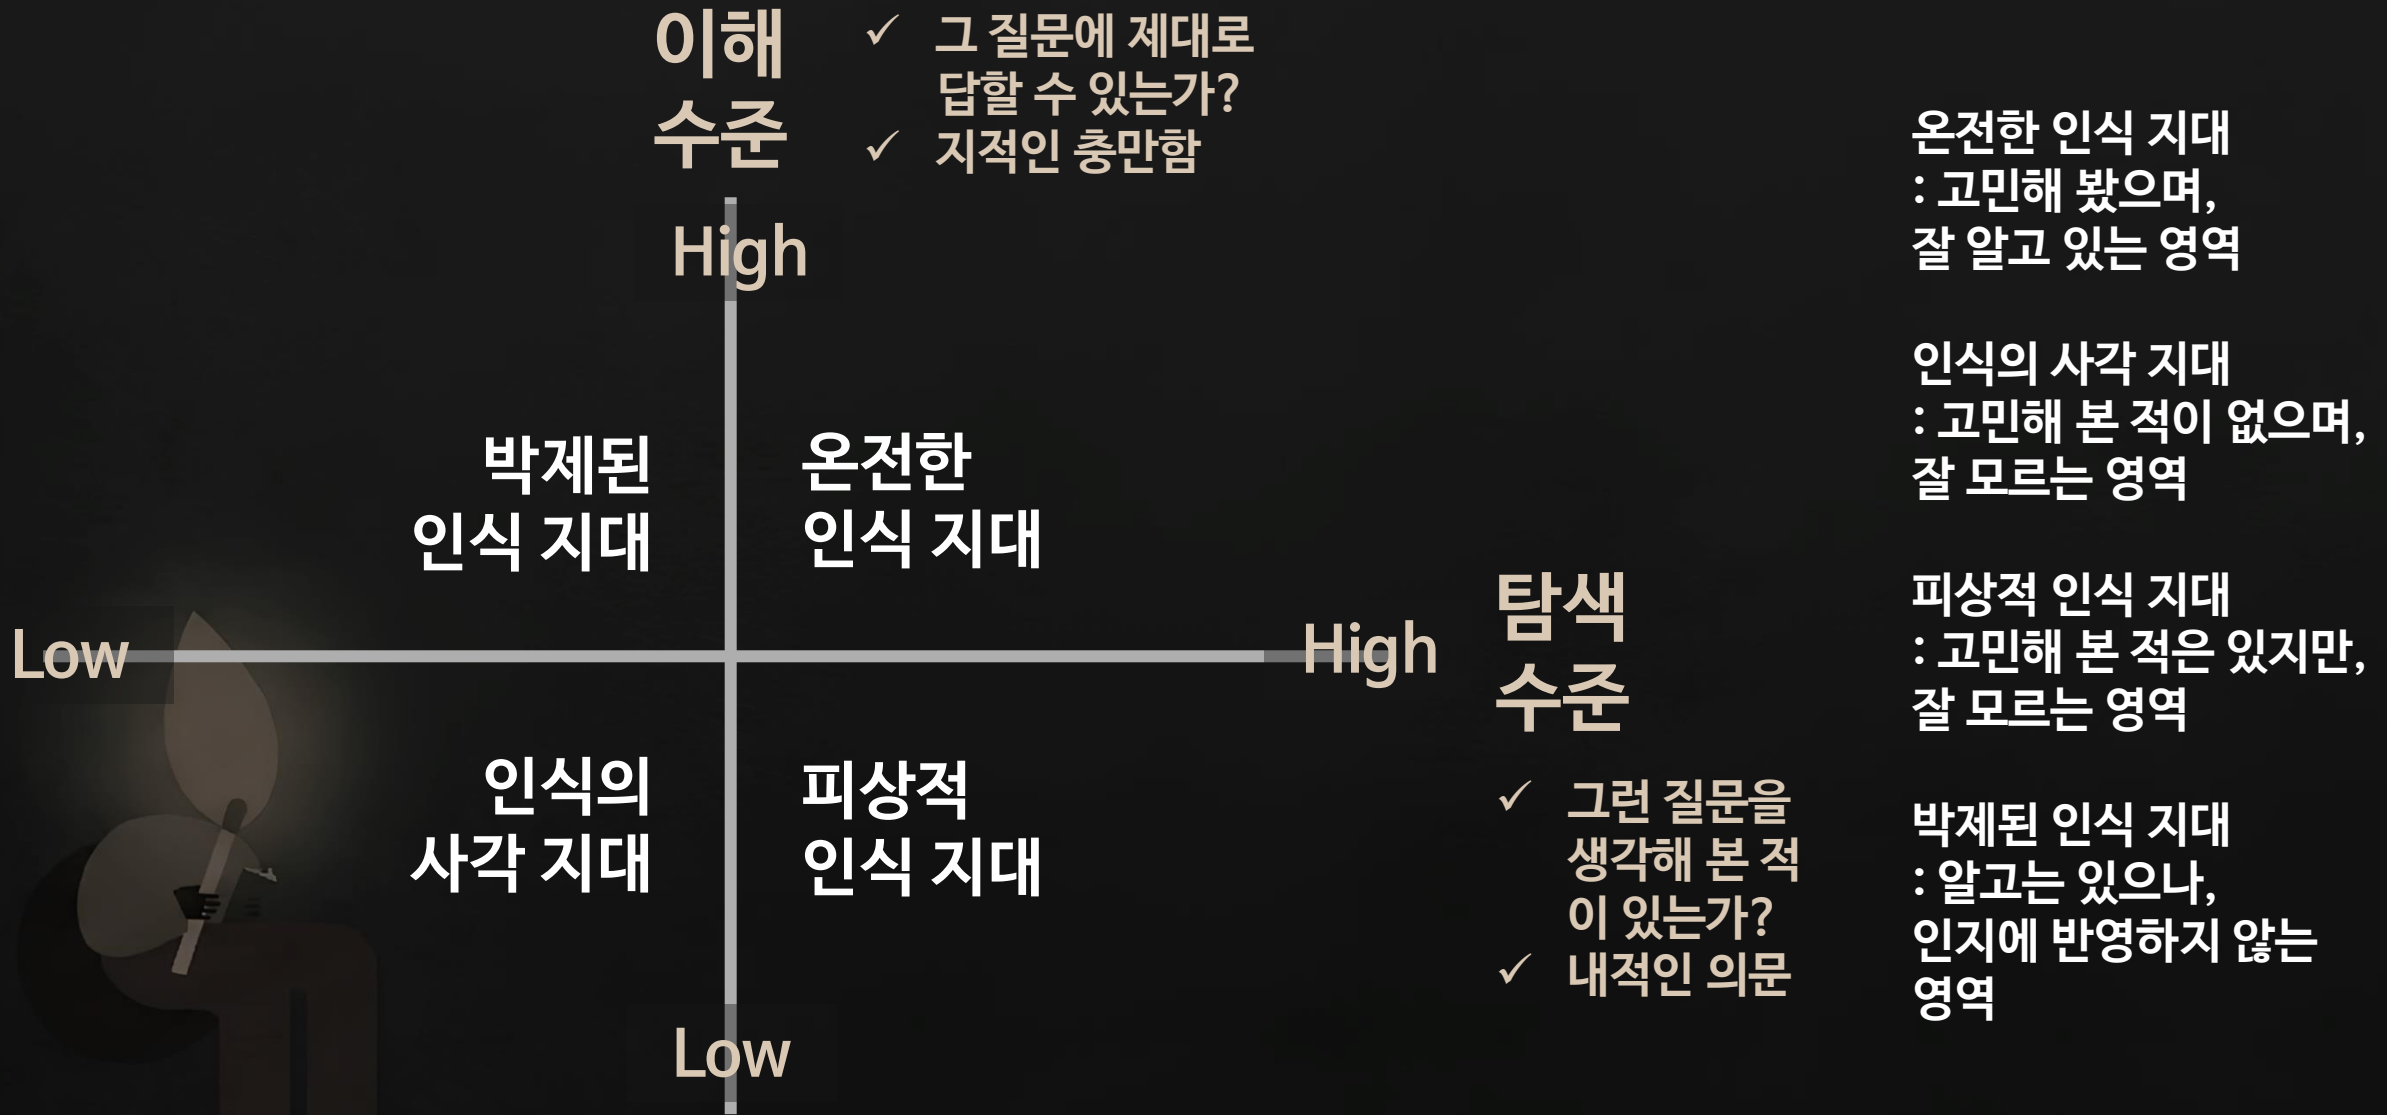 이해
수준
✓ 그 질문에 제대로
답할 수 있는가?
✓ 지적인 충만함
High
박제된
인식 지대
온전한
인식 지대
Low
High
탐색
수준
✓ 그런 질문을
생각해 본 적
이 있는가?
✓ 내적인 의문
인식의
사각 지대
피상적
인식 지대
Low
온전한 인식 지대
: 고민해 봤으며,
잘 알고 있는 영역
인식의 사각 지대
: 고민해 본 적이 없으며,
잘 모르는 영역
피상적 인식 지대
: 고민해 본 적은 있지만,
잘 모르는 영역
박제된 인식 지대
: 알고는 있으나,
인지에 반영하지 않는
영역